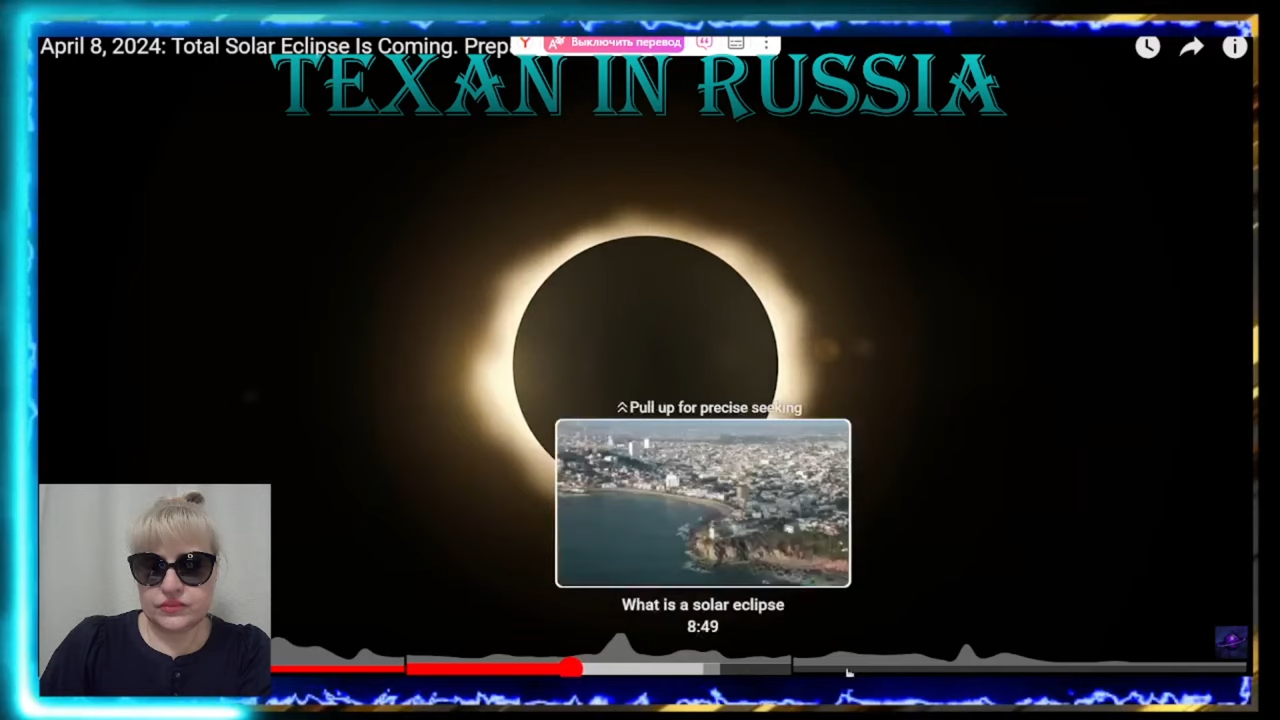 April 8, 2024: Total Solar Eclipse Is Coming. Prep
Выключить перевод
TEXAN IN RUSSIA
Pull up for precise seeking
What is a solar eclipse
8:49